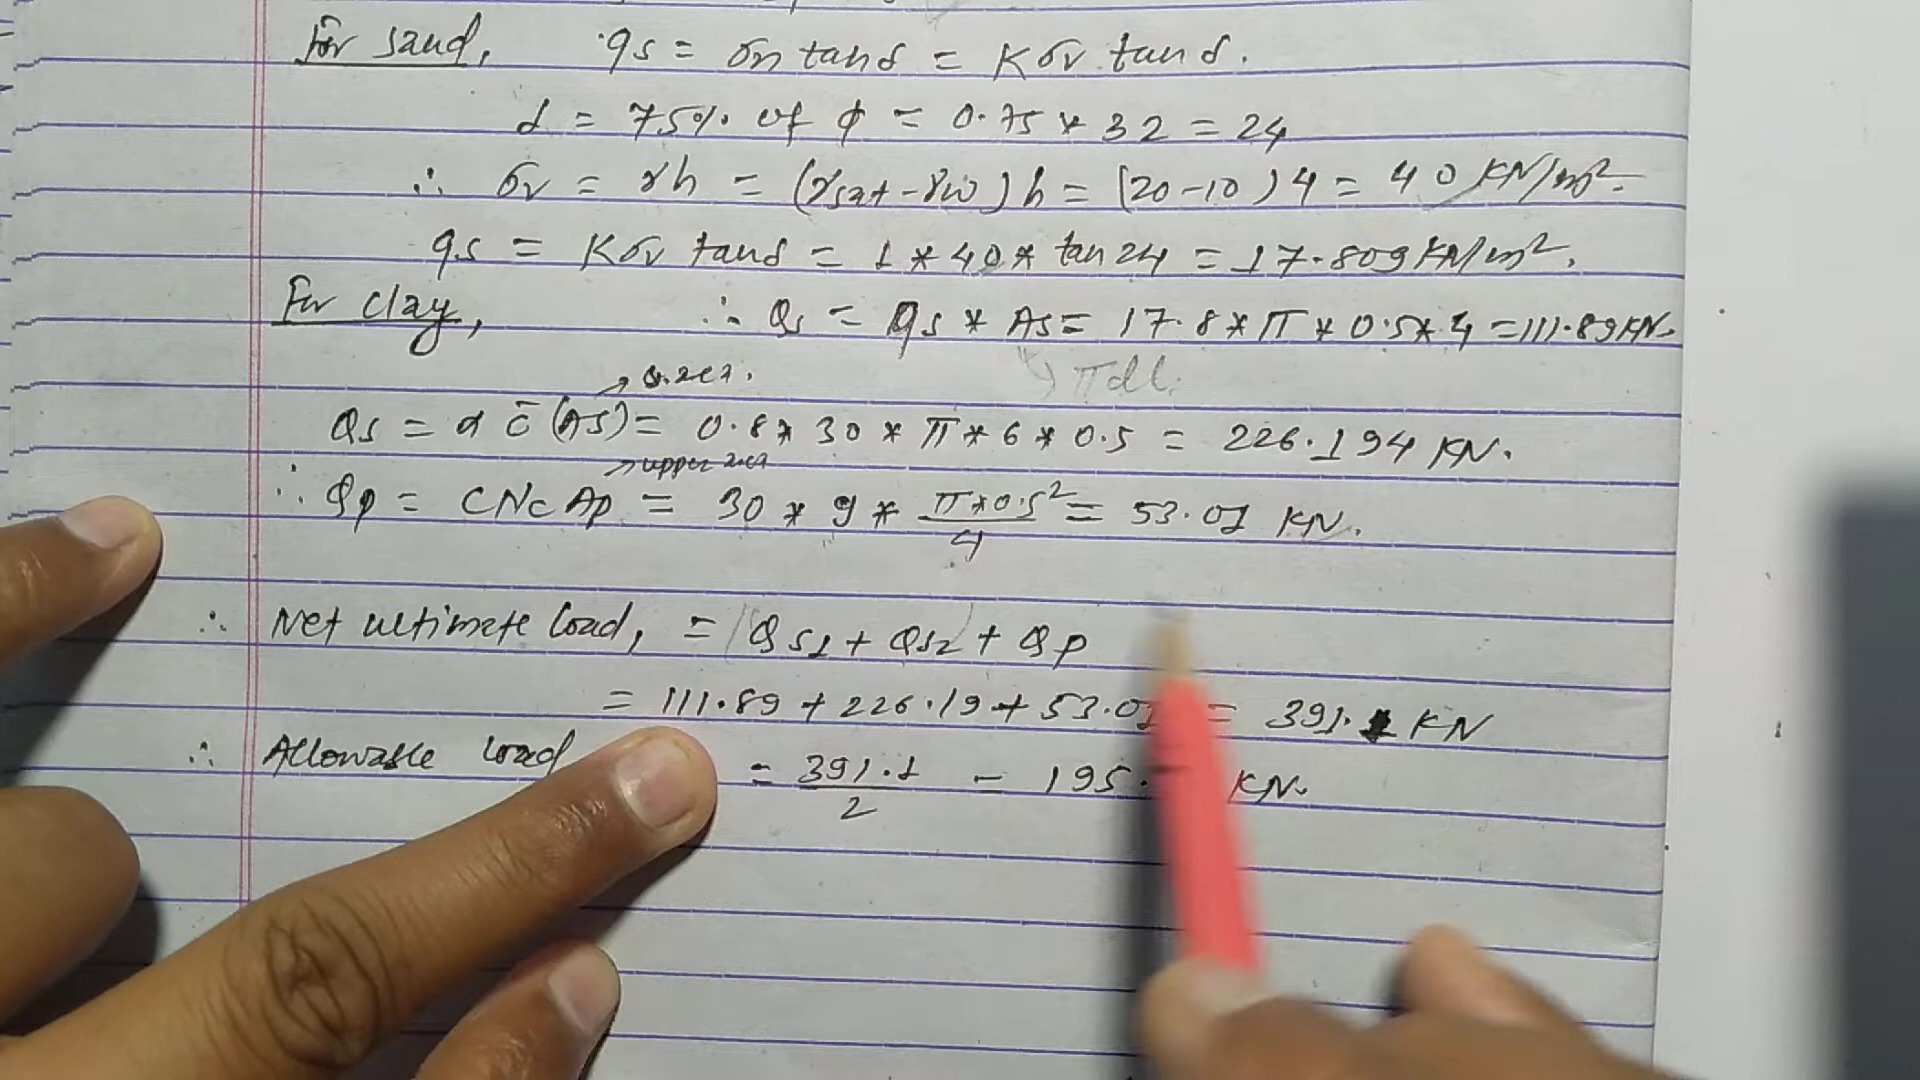 For sand, qs = σn tanδ = Kσv tanδ.
δ = 75% of φ = 0.75 * 32 = 24
∴ σv = γh = (γsat - γw)h = (20-10)4 = 40 KN/m².
qs = Kσv tanδ = 1 * 40 * tan24 = 17.809 KN/m².
For clay, ∴ Qs = qs * As = 17.8 * π * 0.5 * 4 = 111.89 KN.
πdl.
Qs = α c̄ (As) = 0.8 * 30 * π * 6 * 0.5 = 226.194 KN.
upper
∴ Qp = CNc Ap = 30 * 9 * π*0.5²/4 = 53.01 KN.
∴ Net ultimate load, = Qs1 + Qs2 + Qp
= 111.89 + 226.19 + 53.01 = 391.1 KN
∴ Allowable load = 391.1/2 = 195. KN.